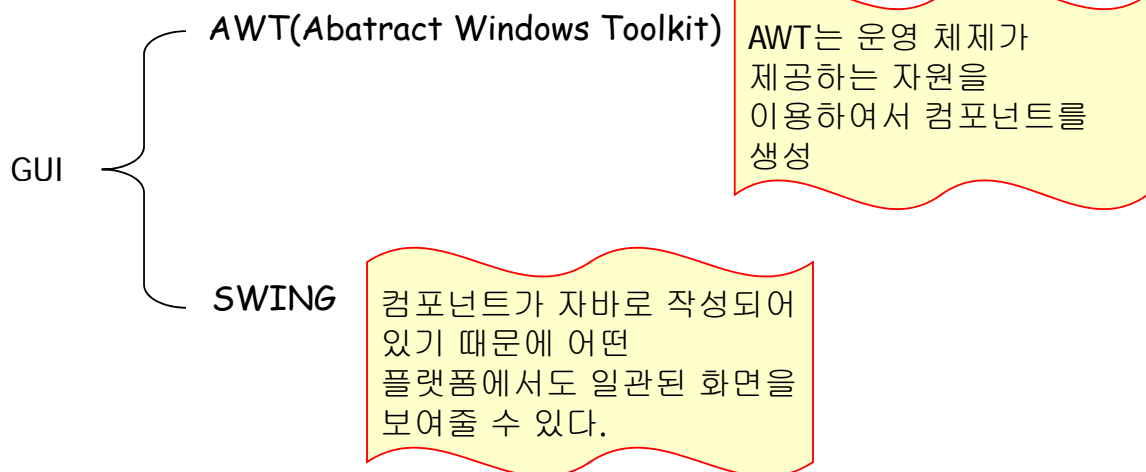 AWT(Abatract Windows Toolkit)
AWT는 운영 체제가
제공하는 자원을
이용하여서 컴포넌트를
생성
GUI
SWING
컴포넌트가 자바로 작성되어
있기 때문에 어떤
플랫폼에서도 일관된 화면을
보여줄 수 있다.